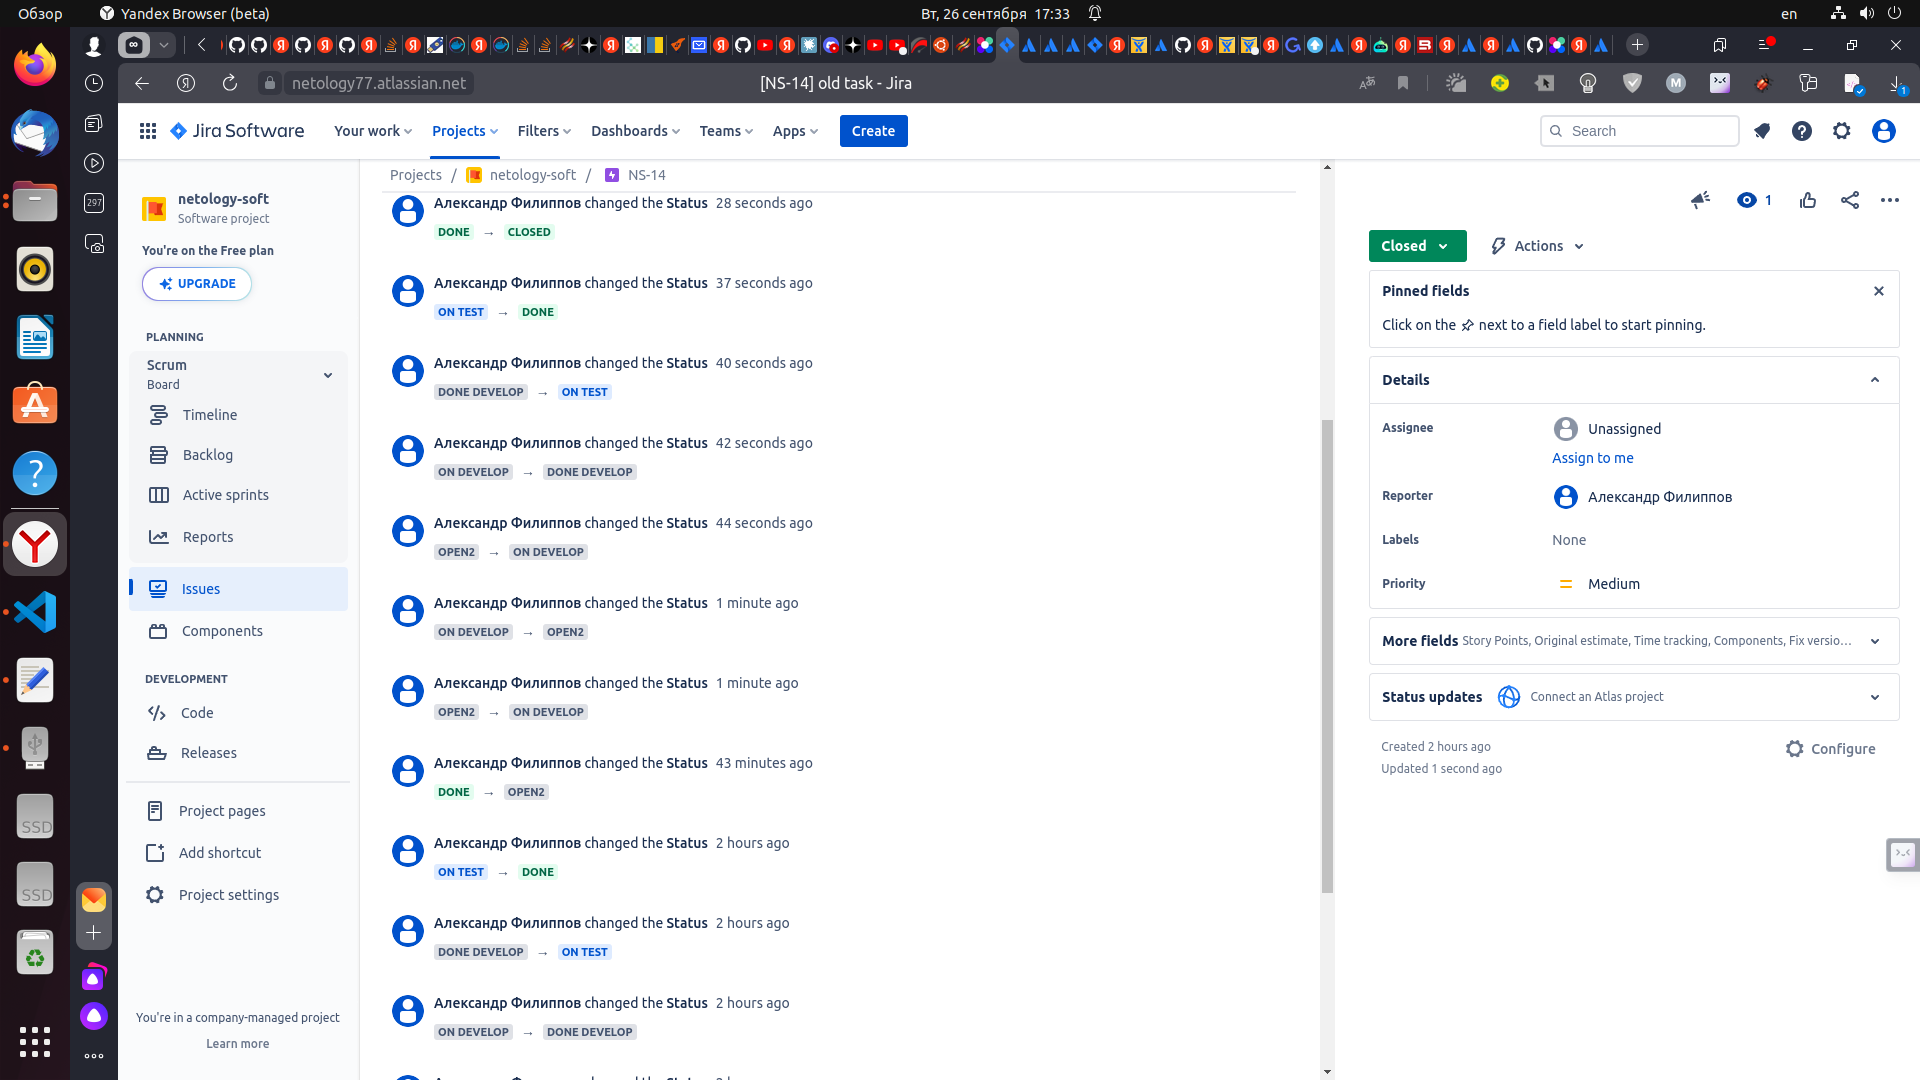 Обзор
Yandex Browser (beta)
Вт, 26 сентября 17:33
en
netology77.atlassian.net
[NS-14] old task - Jira
Jira Software
Your work
Projects
Filters
Dashboards
Teams
Apps
Create
Search
297
netology-soft
Software project
You're on the Free plan
UPGRADE
PLANNING
Scrum
Board
Timeline
Backlog
Active sprints
Reports
Issues
Components
DEVELOPMENT
Code
Releases
Project pages
Add shortcut
Project settings
You're in a company-managed project
Learn more
SSD
SSD
Projects / netology-soft / NS-14
Александр Филиппов changed the Status 28 seconds ago
DONE → CLOSED
Александр Филиппов changed the Status 37 seconds ago
ON TEST → DONE
Александр Филиппов changed the Status 40 seconds ago
DONE DEVELOP → ON TEST
Александр Филиппов changed the Status 42 seconds ago
ON DEVELOP → DONE DEVELOP
Александр Филиппов changed the Status 44 seconds ago
OPEN2 → ON DEVELOP
Александр Филиппов changed the Status 1 minute ago
ON DEVELOP → OPEN2
Александр Филиппов changed the Status 1 minute ago
OPEN2 → ON DEVELOP
Александр Филиппов changed the Status 43 minutes ago
DONE → OPEN2
Александр Филиппов changed the Status 2 hours ago
ON TEST → DONE
Александр Филиппов changed the Status 2 hours ago
DONE DEVELOP → ON TEST
Александр Филиппов changed the Status 2 hours ago
ON DEVELOP → DONE DEVELOP
1
Closed
Actions
Pinned fields
Click on the next to a field label to start pinning.
Details
Assignee
Unassigned
Assign to me
Reporter
Александр Филиппов
Labels
None
Priority
Medium
More fields Story Points, Original estimate, Time tracking, Components, Fix versio…
Status updates
Connect an Atlas project
Created 2 hours ago
Updated 1 second ago
Configure